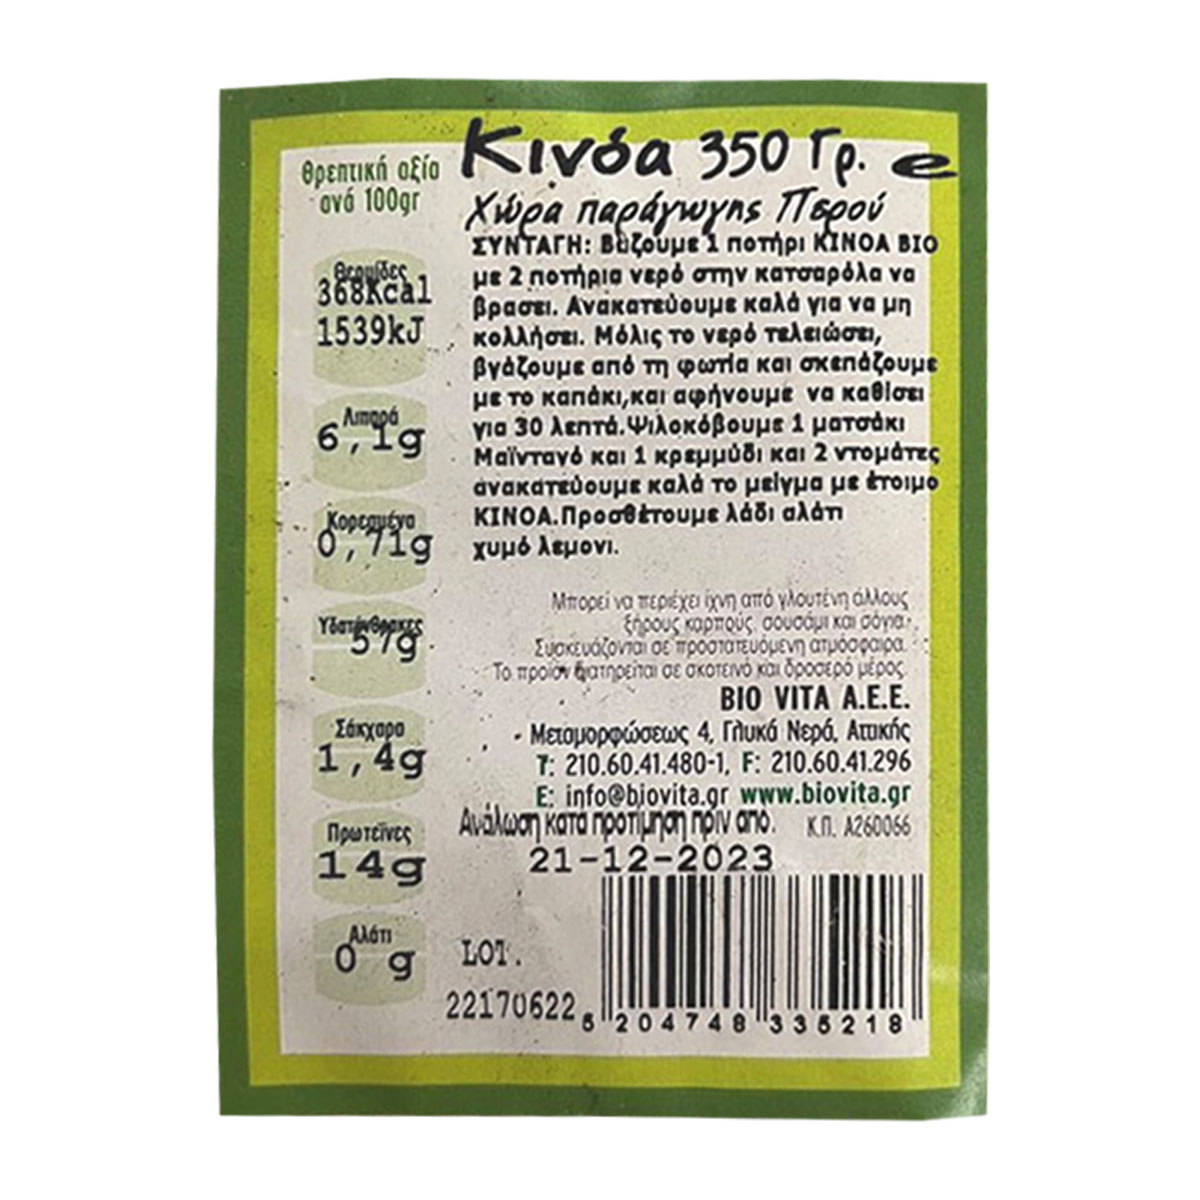 Κινόα 350 Γρ. e
Χώρα παράγωγης Περού
Θρεπτική αξία
ανά 100gr
Θερμίδες
368Kcal
1539kJ
Λιπαρά
6,1g
Κορεσμένα
0,71g
Υδατάνθρακες
57g
Σάκχαρα
1,4g
Πρωτεΐνες
14g
Αλάτι
0 g
ΣΥΝΤΑΓΗ: Βάζουμε 1 ποτήρι ΚΙΝΟΑ ΒΙΟ
με 2 ποτήρια νερό στην κατσαρόλα να
βρασει. Ανακατεύουμε καλά για να μη
κολλήσει. Μόλις το νερό τελειώσει,
βγάζουμε από τη φωτία και σκεπάζουμε
με το καπάκι,και αφήνουμε να καθίσει
για 30 λεπτά.Ψιλοκόβουμε 1 ματσάκι
Μαϊνταγό και 1 κρεμμύδι και 2 ντομάτες
ανακατεύουμε καλά το μείγμα με έτοιμο
ΚΙΝΟΑ.Προσθέτουμε λάδι αλάτι
χυμό λεμονι.
Μπορεί να περιέχει ίχνη από γλουτένη άλλους
ξήρους καρπούς, σουσάμι και σόγια.
Συσκευάζονται σε προστατευόμενη ατμόσφαιρα.
Το προϊόν διατηρείται σε σκοτεινό και δροσερό μέρος.
BIO VITA A.E.E.
Μεταμορφώσεως 4, Γλυκά Νερά, Αττικής
T: 210.60.41.480-1, F: 210.60.41.296
E: info@biovita.gr www.biovita.gr
Ανάλωση κατα προτίμηση πριν απο. Κ.Π. Α260066
21-12-2023
LOT.
22170622
5 204748 335218